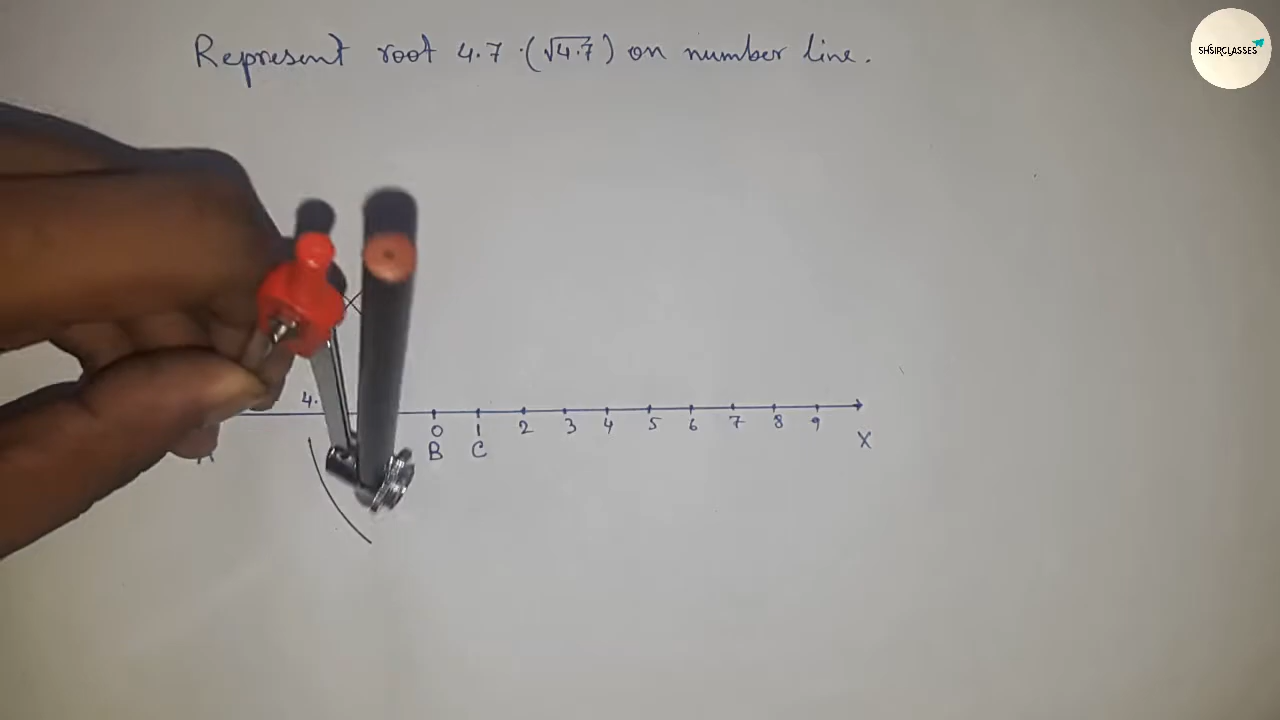 Represent root 4.7 (√4.7) on number line.
SHSIRCLASSES
4.
0 1 2 3 4 5 6 7 8 9
B C X
A